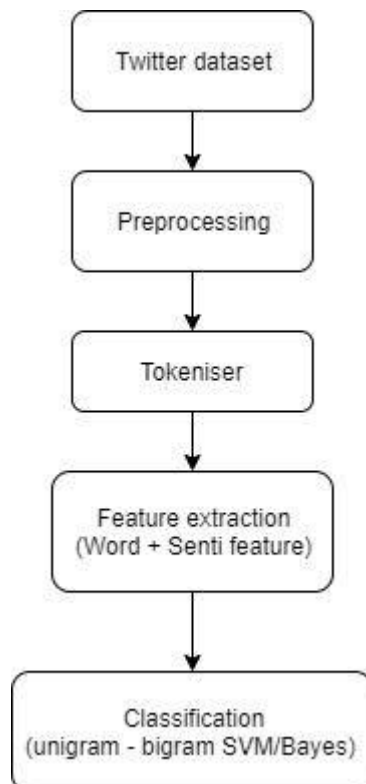 Twitter dataset
Preprocessing
Tokeniser
Feature extraction
(Word + Senti feature)
Classification
(unigram - bigram SVM/Bayes)